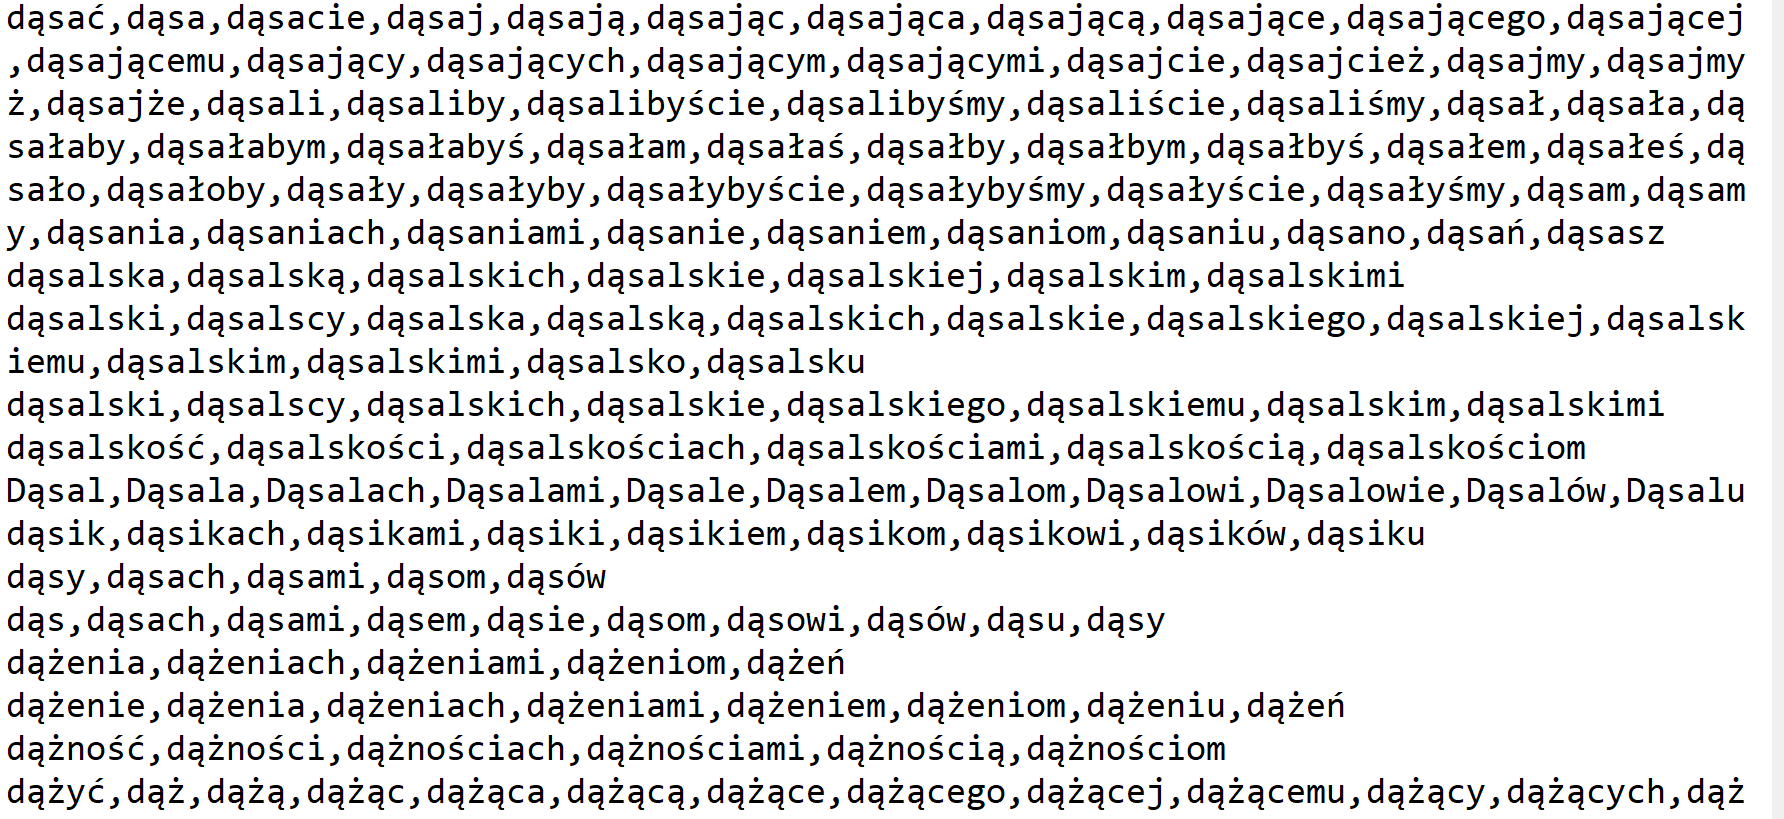 dąsać,dąsa,dąsacie,dąsaj,dąsają,dąsając,dąsająca,dąsającą,dąsające,dąsającego,dąsającej
,dąsającemu,dąsający,dąsających,dąsającym,dąsającymi,dąsajcie,dąsajcież,dąsajmy,dąsajmy
ż,dąsajże,dąsali,dąsaliby,dąsalibyście,dąsalibyśmy,dąsaliście,dąsaliśmy,dąsał,dąsała,dą
sałaby,dąsałabym,dąsałabyś,dąsałam,dąsałaś,dąsałby,dąsałbym,dąsałbyś,dąsałem,dąsałeś,dą
sało,dąsałoby,dąsały,dąsałyby,dąsałybyście,dąsałybyśmy,dąsałyście,dąsałyśmy,dąsam,dąsam
y,dąsania,dąsaniach,dąsaniami,dąsanie,dąsaniem,dąsaniom,dąsaniu,dąsano,dąsań,dąsasz
dąsalska,dąsalską,dąsalskich,dąsalskie,dąsalskiej,dąsalskim,dąsalskimi
dąsalski,dąsalscy,dąsalska,dąsalską,dąsalskich,dąsalskie,dąsalskiego,dąsalskiej,dąsalsk
iemu,dąsalskim,dąsalskimi,dąsalsko,dąsalsku
dąsalski,dąsalscy,dąsalskich,dąsalskie,dąsalskiego,dąsalskiemu,dąsalskim,dąsalskimi
dąsalskość,dąsalskości,dąsalskościach,dąsalskościami,dąsalskością,dąsalskościom
Dąsal,Dąsala,Dąsalach,Dąsalami,Dąsale,Dąsalem,Dąsalom,Dąsalowi,Dąsalowie,Dąsalów,Dąsalu
dąsik,dąsikach,dąsikami,dąsiki,dąsikiem,dąsikom,dąsikowi,dąsików,dąsiku
dąsy,dąsach,dąsami,dąsom,dąsów
dąs,dąsach,dąsami,dąsem,dąsie,dąsom,dąsowi,dąsów,dąsu,dąsy
dążenia,dążeniach,dążeniami,dążeniom,dążeń
dążenie,dążenia,dążeniach,dążeniami,dążeniem,dążeniom,dążeniu,dążeń
dążność,dążności,dążnościach,dążnościami,dążnością,dążnościom
dążyć,dąż,dążą,dążąc,dążąca,dążącą,dążące,dążącego,dążącej,dążącemu,dążący,dążących,dąż